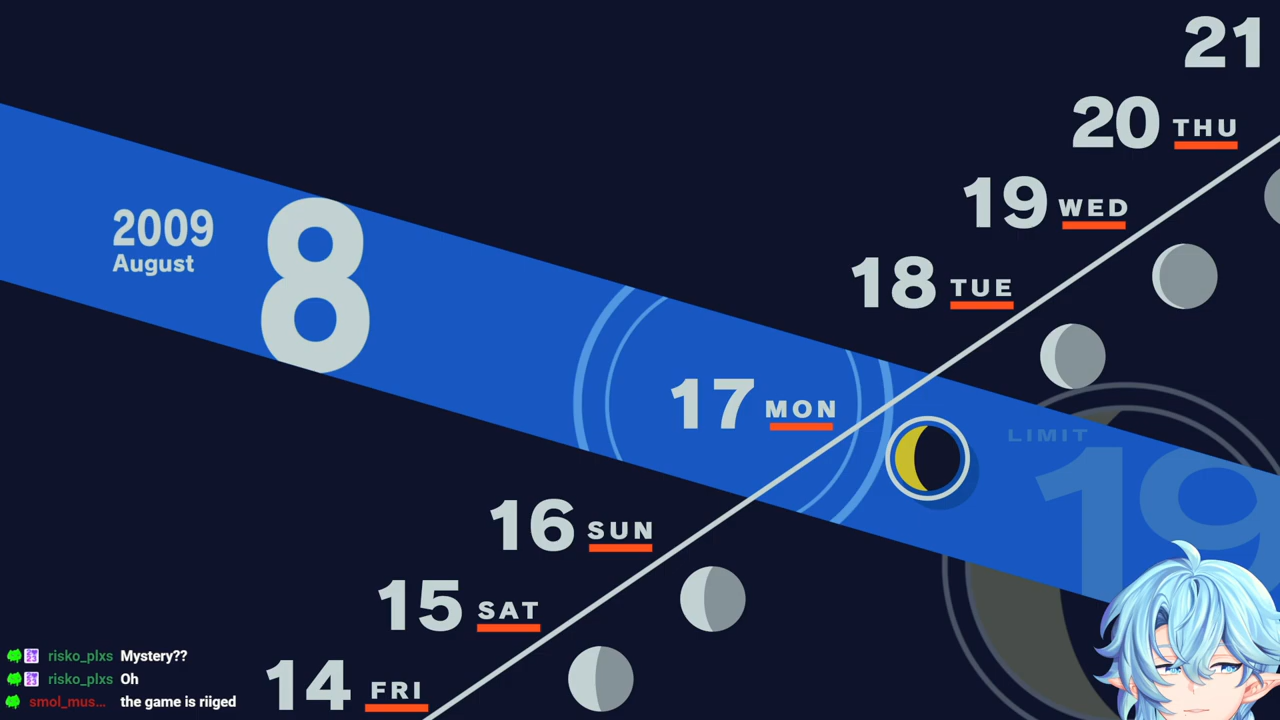 21
20 THU
19 WED
18 TUE
2009
August
8
17 MON
LIMIT
19
16 SUN
15 SAT
14 FRI
risko_plxs Mystery??
risko_plxs Oh
smol_mus... the game is riiged